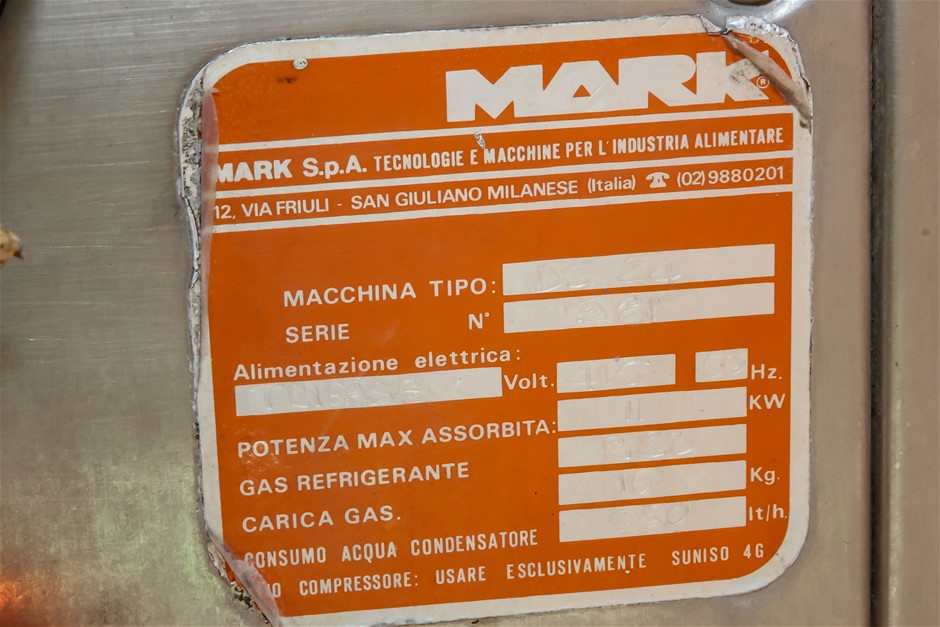 MARK ®
MARK S.p.A. TECNOLOGIE E MACCHINE PER L'INDUSTRIA ALIMENTARE
12, VIA FRIULI - SAN GIULIANO MILANESE (Italia) ☎ (02)9880201
MACCHINA TIPO:
SERIE N°
Alimentazione elettrica:
Volt. Hz.
POTENZA MAX ASSORBITA: 11 KW
GAS REFRIGERANTE
CARICA GAS. Kg.
CONSUMO ACQUA CONDENSATORE lt/h.
COMPRESSORE: USARE ESCLUSIVAMENTE SUNISO 4G